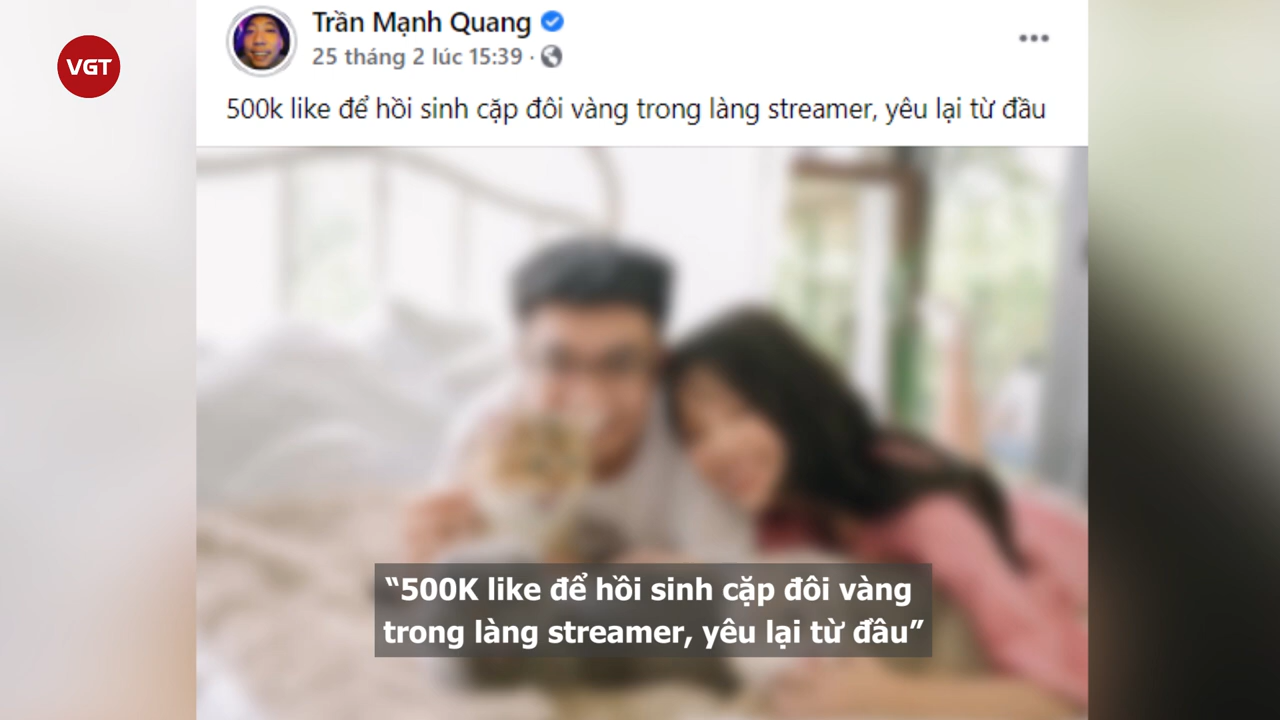 VGT
Trần Mạnh Quang
25 tháng 2 lúc 15:39 ·
500k like để hồi sinh cặp đôi vàng trong làng streamer, yêu lại từ đầu
“500K like để hồi sinh cặp đôi vàng
trong làng streamer, yêu lại từ đầu”